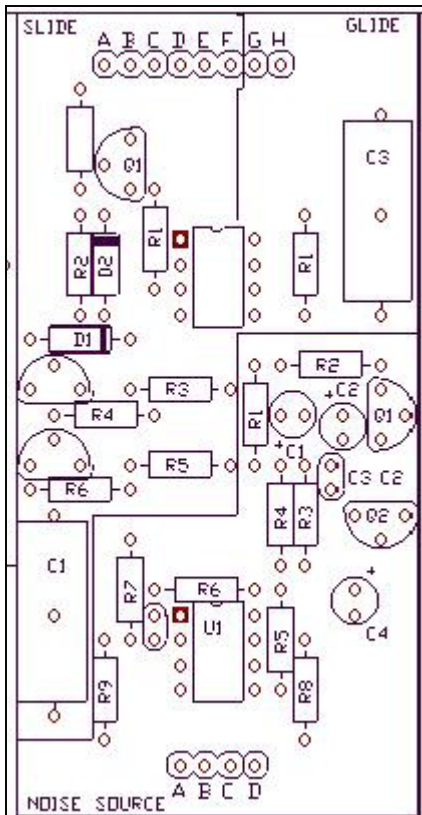 SLIDE GLIDE
A B C D E F G H
Q1
C3
R1
R1
R2
D2
D1
R2
R3
C2
R4
R1
Q1
C1
R5
C3 C2
R6
R4
R3
Q2
C1
R7
R6
U1
R5
C4
R9
R8
A B C D
NOISE SOURCE